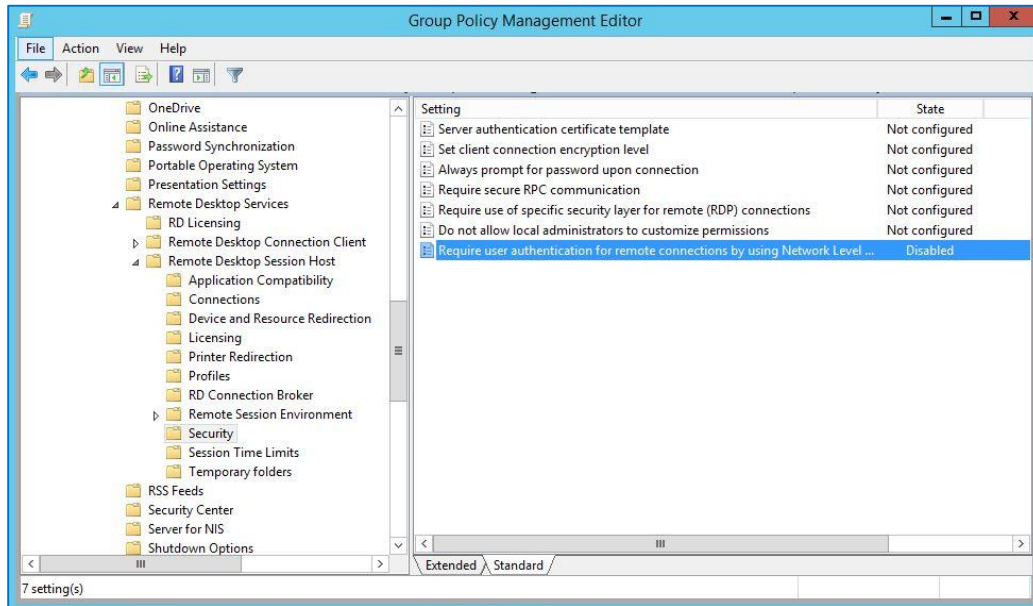 Group Policy Management Editor
File Action View Help
OneDrive
Online Assistance
Password Synchronization
Portable Operating System
Presentation Settings
Remote Desktop Services
RD Licensing
Remote Desktop Connection Client
Remote Desktop Session Host
Application Compatibility
Connections
Device and Resource Redirection
Licensing
Printer Redirection
Profiles
RD Connection Broker
Remote Session Environment
Security
Session Time Limits
Temporary folders
RSS Feeds
Security Center
Server for NIS
Shutdown Options
Setting State
Server authentication certificate template Not configured
Set client connection encryption level Not configured
Always prompt for password upon connection Not configured
Require secure RPC communication Not configured
Require use of specific security layer for remote (RDP) connections Not configured
Do not allow local administrators to customize permissions Not configured
Require user authentication for remote connections by using Network Level ... Disabled
Extended Standard
7 setting(s)